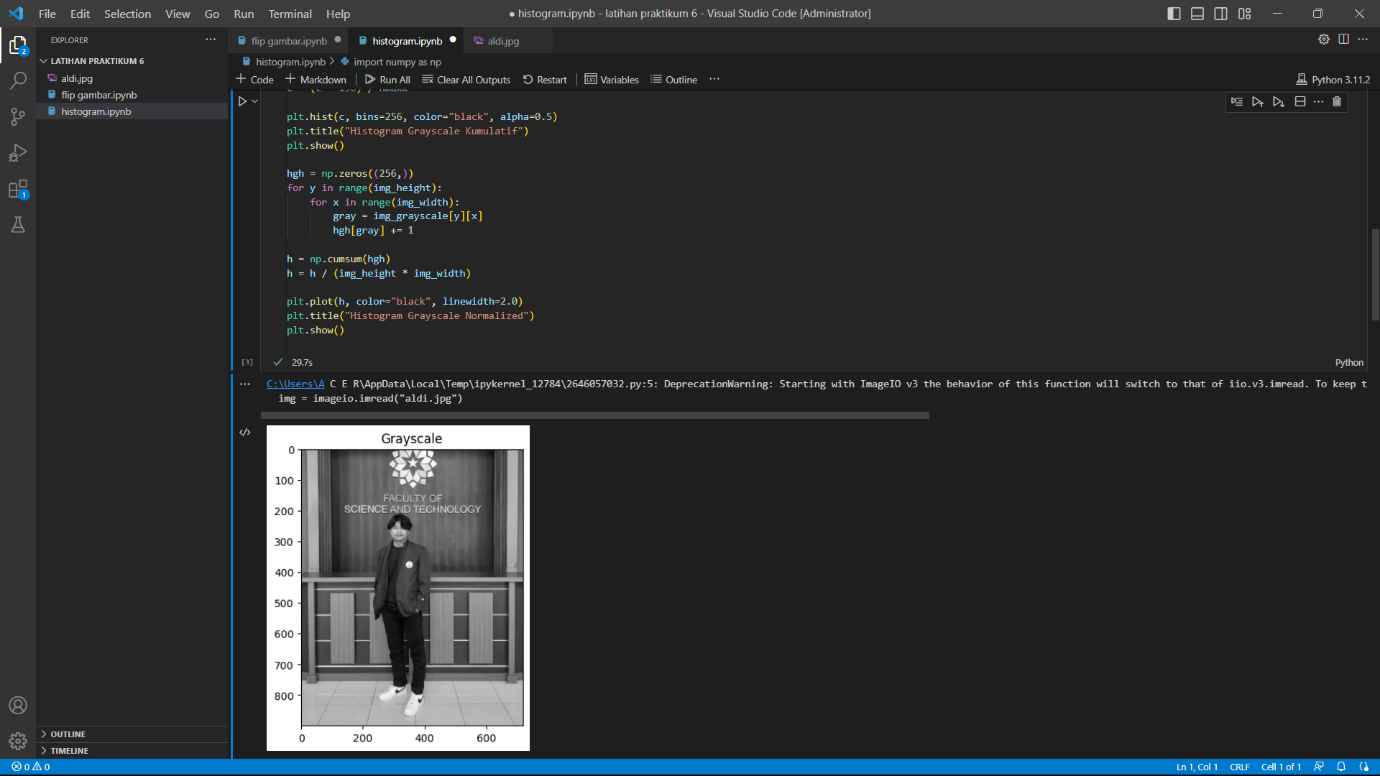 File Edit Selection View Go Run Terminal Help
● histogram.ipynb - latihan praktikum 6 - Visual Studio Code [Administrator]
EXPLORER ...
LATIHAN PRAKTIKUM 6
aldi.jpg
flip gambar.ipynb
histogram.ipynb
OUTLINE
TIMELINE
2
1
flip gambar.ipynb ● histogram.ipynb ● aldi.jpg
histogram.ipynb > import numpy as np
+ Code + Markdown Run All Clear All Outputs Restart Variables Outline ... Python 3.11.2
plt.hist(c, bins=256, color="black", alpha=0.5)
plt.title("Histogram Grayscale Kumulatif")
plt.show()
hgh = np.zeros((256,))
for y in range(img_height):
for x in range(img_width):
gray = img_grayscale[y][x]
hgh[gray] += 1
h = np.cumsum(hgh)
h = h / (img_height * img_width)
plt.plot(h, color="black", linewidth=2.0)
plt.title("Histogram Grayscale Normalized")
plt.show()
[3] ✓ 29.7s Python
... C:\Users\A C E R\AppData\Local\Temp\ipykernel_12784\2646057032.py:5: DeprecationWarning: Starting with ImageIO v3 the behavior of this function will switch to that of iio.v3.imread. To keep t
img = imageio.imread("aldi.jpg")
Grayscale
0
100
200
300
400
500
600
700
800
0 200 400 600
FACULTY OF
SCIENCE AND TECHNOLOGY
0 0 Ln 1, Col 1 CRLF Cell 1 of 1